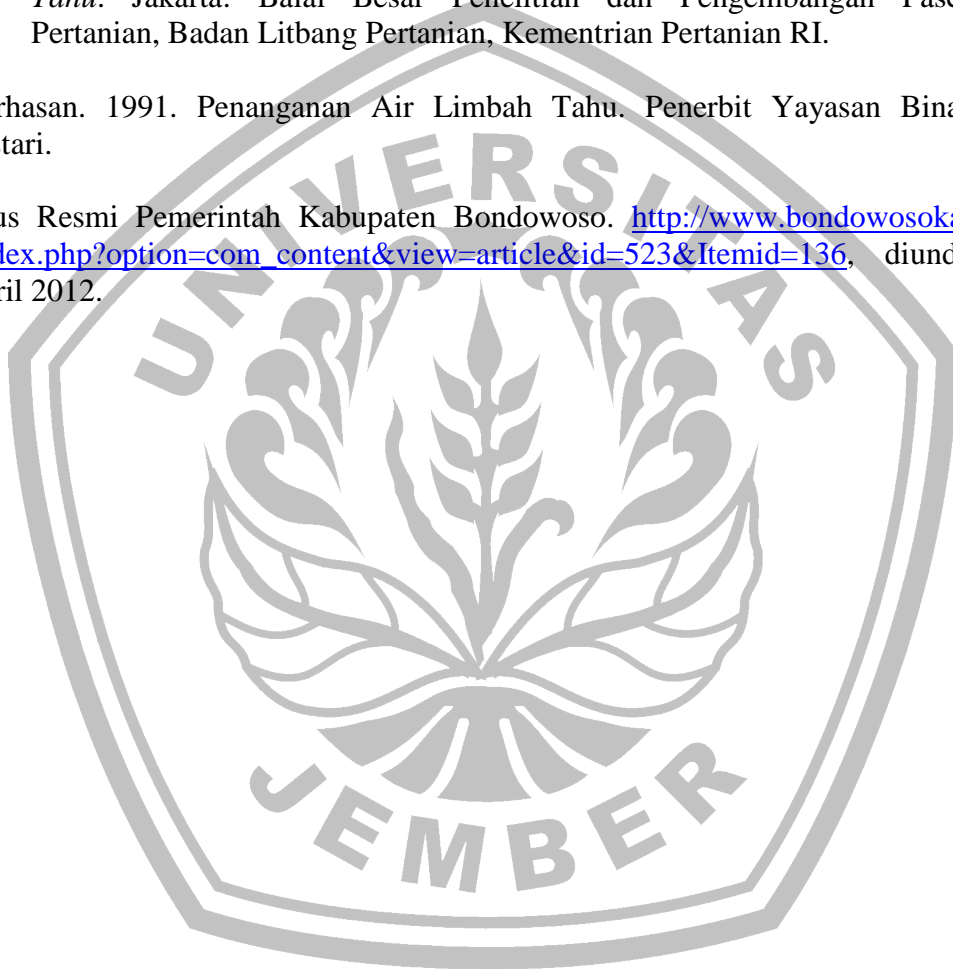 Tahu. Jakarta: Balai Besar Penelitian dan Pengembangan Pasc
Pertanian, Badan Litbang Pertanian, Kementrian Pertanian RI.
rhasan. 1991. Penanganan Air Limbah Tahu. Penerbit Yayasan Bina
tari.
us Resmi Pemerintah Kabupaten Bondowoso. http://www.bondowosoka
dex.php?option=com_content&view=article&id=523&Itemid=136, diund
ril 2012.
UNIVERSITAS
JEMBER